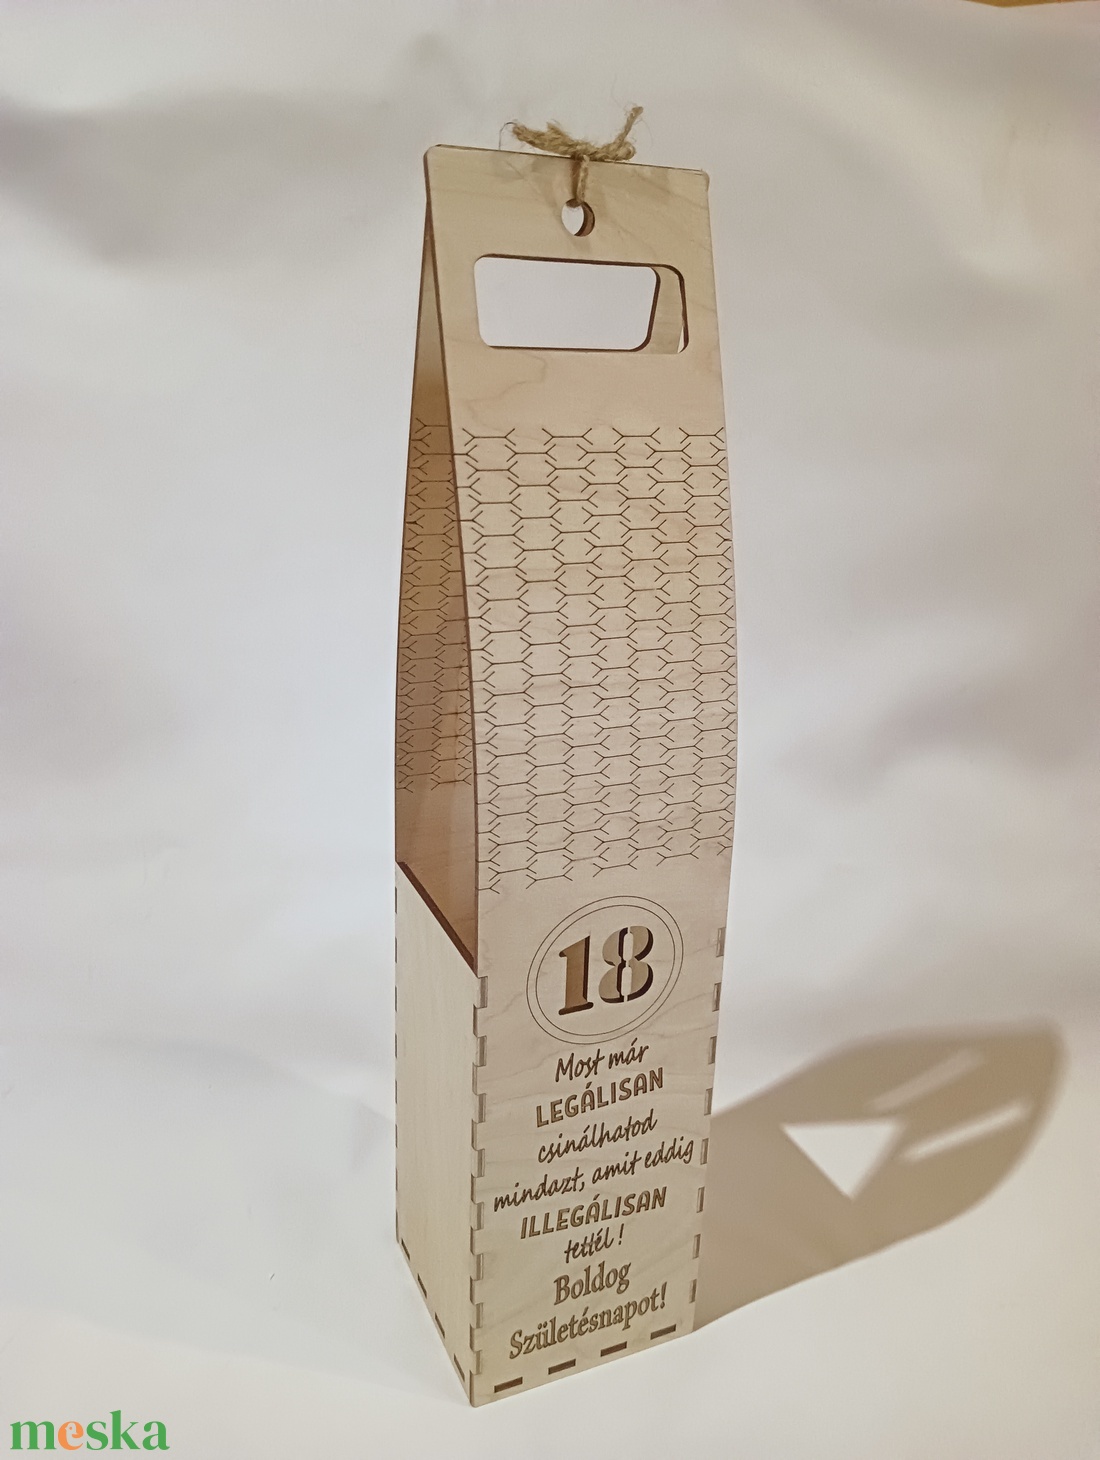 18
Most már
LEGÁLISAN
csinálhatod
mindazt, amit eddig
ILLEGÁLISAN
tettél !
Boldog
Születésnapot!
meska